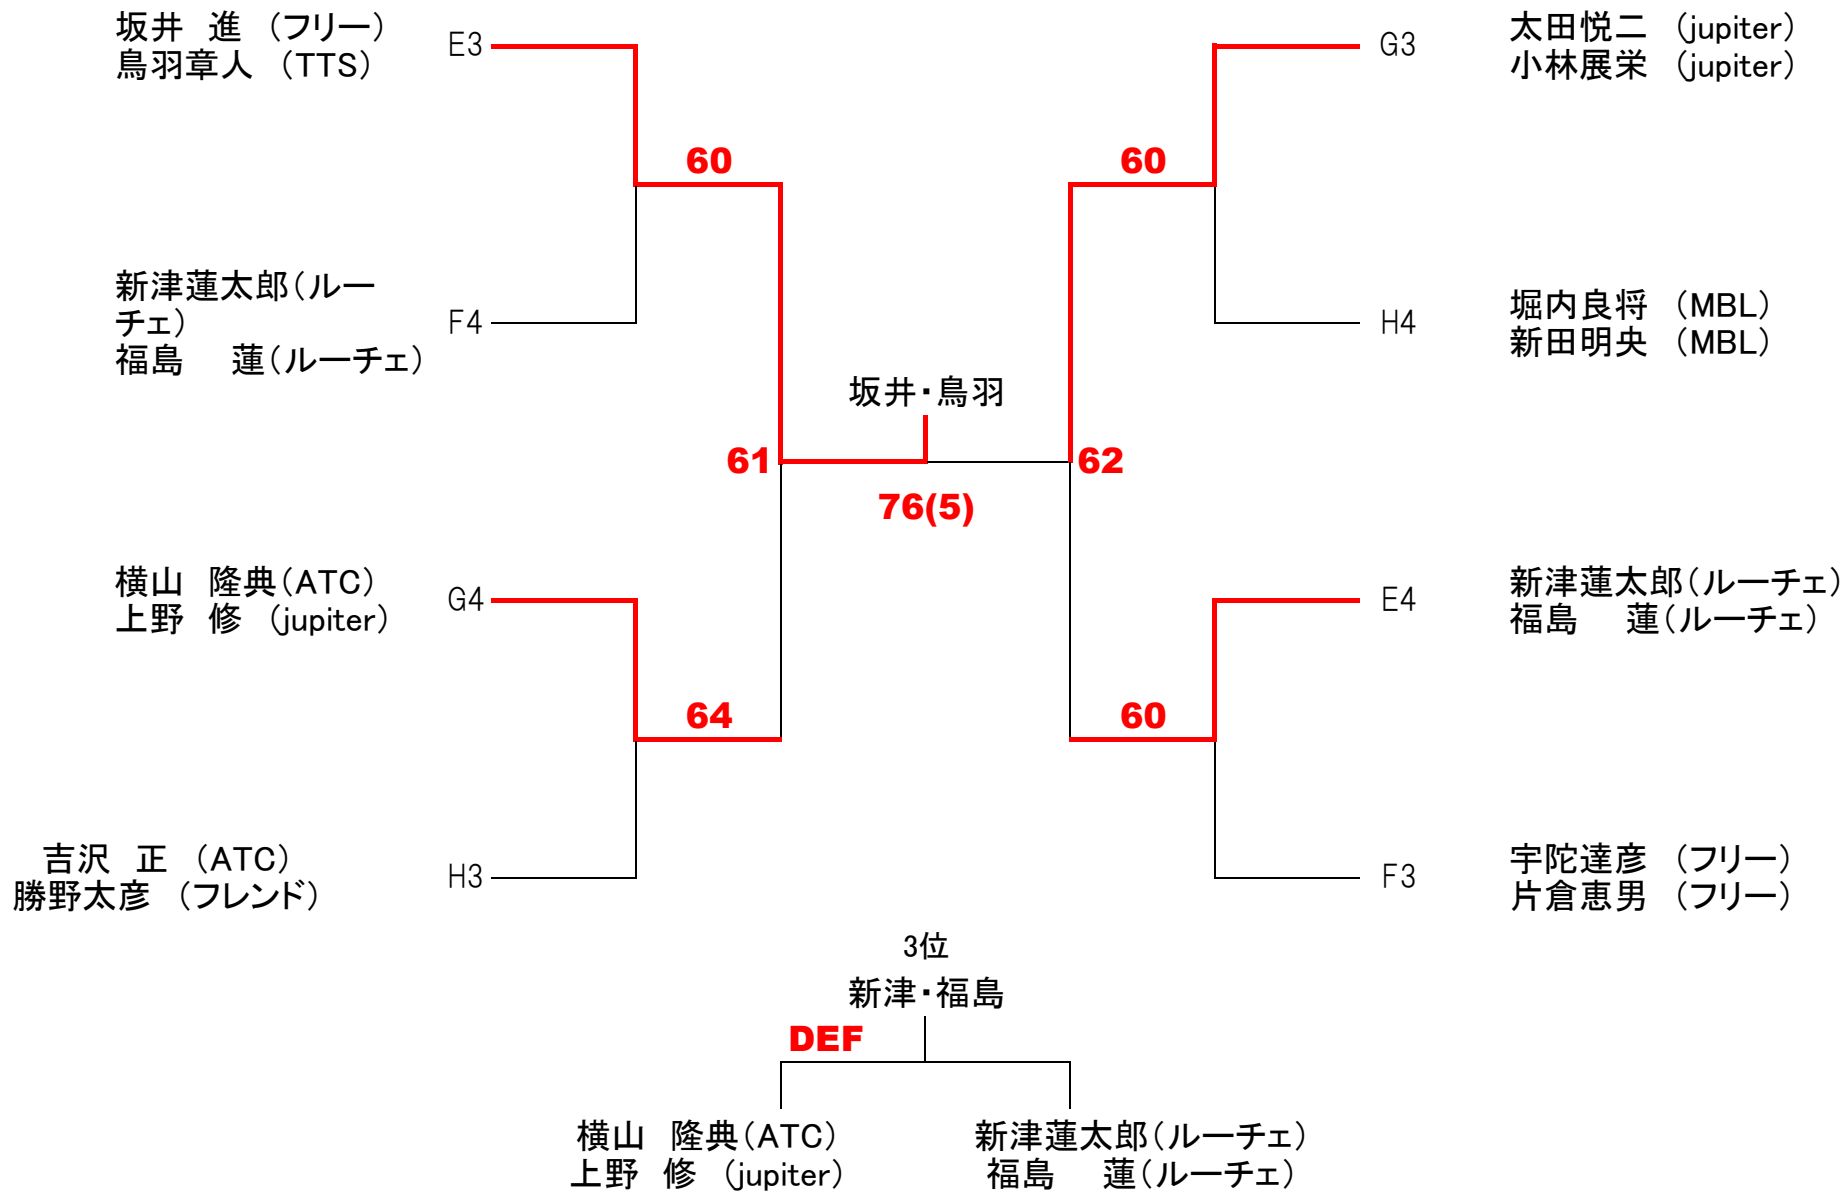 坂井　進　（フリー）
鳥羽章人　（TTS）
E3
G3
太田悦二　（jupiter）
小林展栄　（jupiter）
60
60
新津蓮太郎（ルー
チェ）
福島　 蓮（ルーチェ）
F4
H4
堀内良将　（MBL）
新田明央　（MBL）
坂井・鳥羽
61
62
76(5)
横山　隆典（ATC）
上野　修　（jupiter）
G4
E4
新津蓮太郎（ルーチェ）
福島　 蓮（ルーチェ）
64
60
吉沢　正　（ATC）
勝野太彦　（フレンド）
H3
F3
宇陀達彦　（フリー）
片倉恵男　（フリー）
3位
新津・福島
DEF
横山　隆典（ATC）
上野　修　（jupiter）
新津蓮太郎（ルーチェ）
福島　 蓮（ルーチェ）